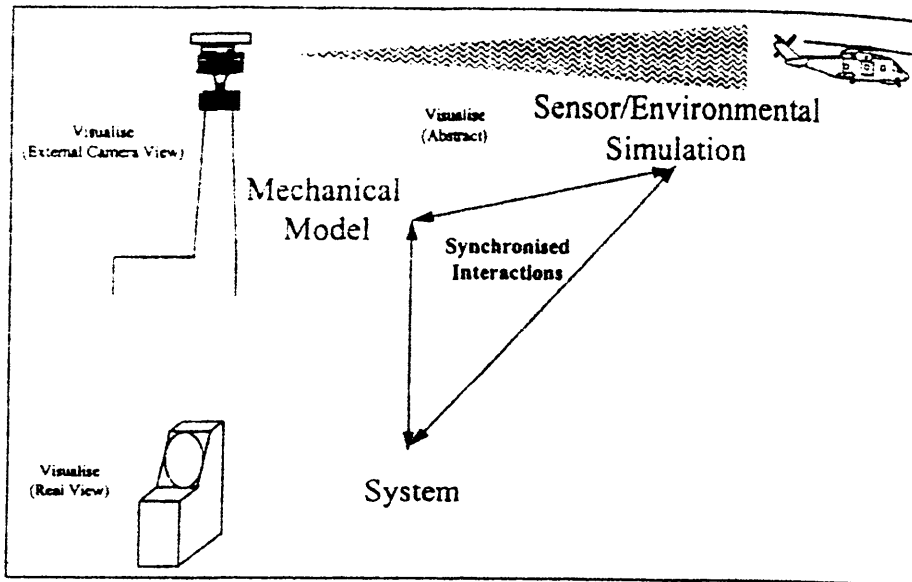 Visualise
(External Camera View)
Visualise
(Abstract)
Sensor/Environmental
Simulation
Mechanical
Model
Synchronised
Interactions
Visualise
(Real View)
System